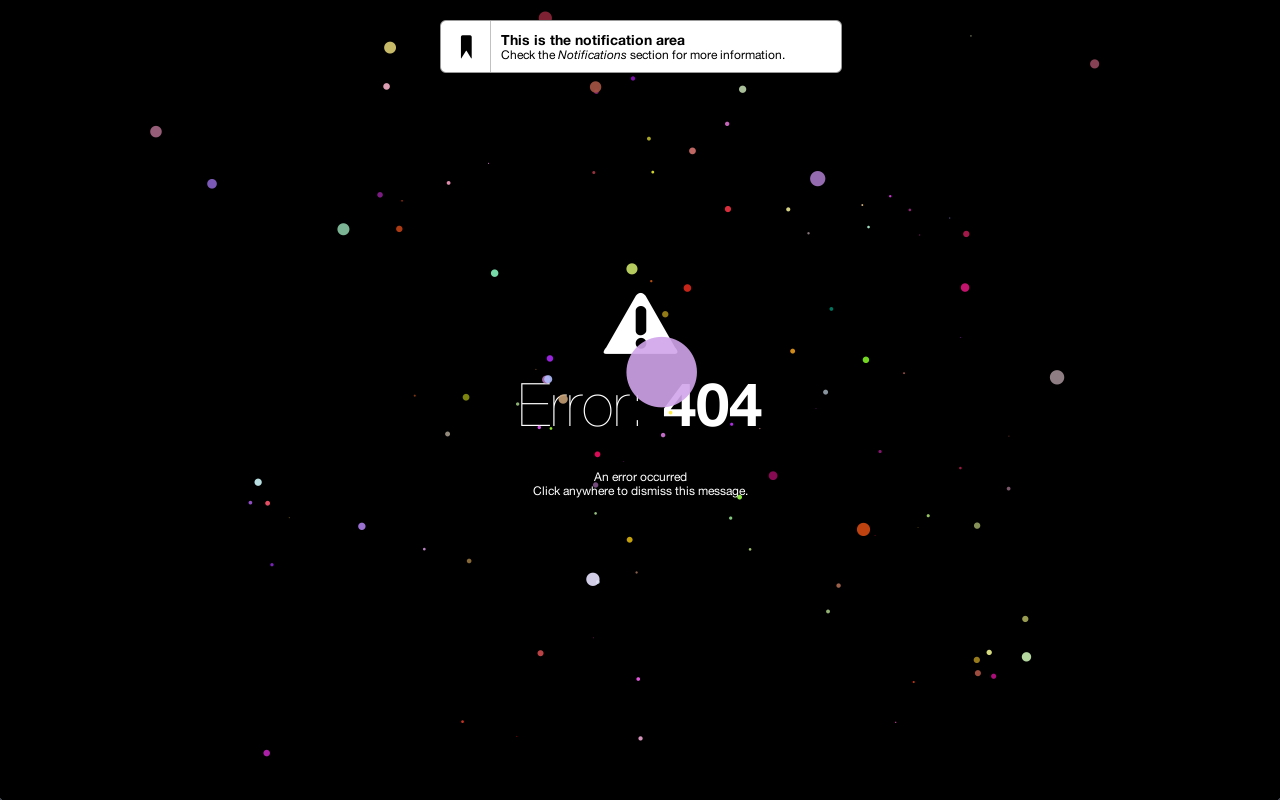 This is the notification area
Check the Notifications section for more information.
Error: 404
An error occurred
Click anywhere to dismiss this message.